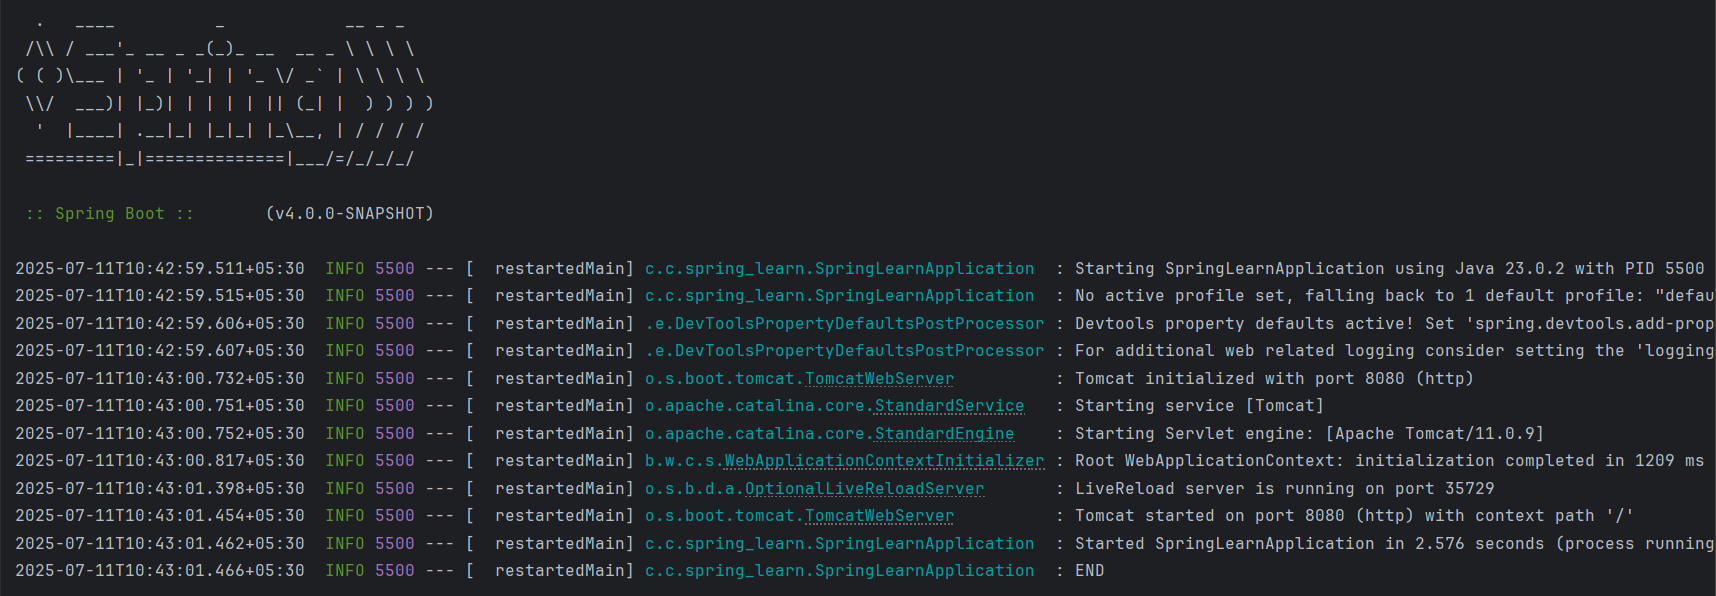 .   ____          _            __ _ _
 /\\ / ___'_ __ _ _(_)_ __  __ _ \ \ \ \
( ( )\___ | '_ | '_| | '_ \/ _` | \ \ \ \
 \\/  ___)| |_)| | | | | || (_| |  ) ) ) )
  '  |____| .__|_| |_|_| |_\__, | / / / /
 =========|_|==============|___/=/_/_/_/

 :: Spring Boot ::       (v4.0.0-SNAPSHOT)

2025-07-11T10:42:59.511+05:30  INFO 5500 --- [  restartedMain] c.c.spring_learn.SpringLearnApplication  : Starting SpringLearnApplication using Java 23.0.2 with PID 5500
2025-07-11T10:42:59.515+05:30  INFO 5500 --- [  restartedMain] c.c.spring_learn.SpringLearnApplication  : No active profile set, falling back to 1 default profile: "defau
2025-07-11T10:42:59.606+05:30  INFO 5500 --- [  restartedMain] .e.DevToolsPropertyDefaultsPostProcessor : Devtools property defaults active! Set 'spring.devtools.add-prop
2025-07-11T10:42:59.607+05:30  INFO 5500 --- [  restartedMain] .e.DevToolsPropertyDefaultsPostProcessor : For additional web related logging consider setting the 'logging
2025-07-11T10:43:00.732+05:30  INFO 5500 --- [  restartedMain] o.s.boot.tomcat.TomcatWebServer          : Tomcat initialized with port 8080 (http)
2025-07-11T10:43:00.751+05:30  INFO 5500 --- [  restartedMain] o.apache.catalina.core.StandardService   : Starting service [Tomcat]
2025-07-11T10:43:00.752+05:30  INFO 5500 --- [  restartedMain] o.apache.catalina.core.StandardEngine    : Starting Servlet engine: [Apache Tomcat/11.0.9]
2025-07-11T10:43:00.817+05:30  INFO 5500 --- [  restartedMain] b.w.c.s.WebApplicationContextInitializer : Root WebApplicationContext: initialization completed in 1209 ms
2025-07-11T10:43:01.398+05:30  INFO 5500 --- [  restartedMain] o.s.b.d.a.OptionalLiveReloadServer       : LiveReload server is running on port 35729
2025-07-11T10:43:01.454+05:30  INFO 5500 --- [  restartedMain] o.s.boot.tomcat.TomcatWebServer          : Tomcat started on port 8080 (http) with context path '/'
2025-07-11T10:43:01.462+05:30  INFO 5500 --- [  restartedMain] c.c.spring_learn.SpringLearnApplication  : Started SpringLearnApplication in 2.576 seconds (process running
2025-07-11T10:43:01.466+05:30  INFO 5500 --- [  restartedMain] c.c.spring_learn.SpringLearnApplication  : END